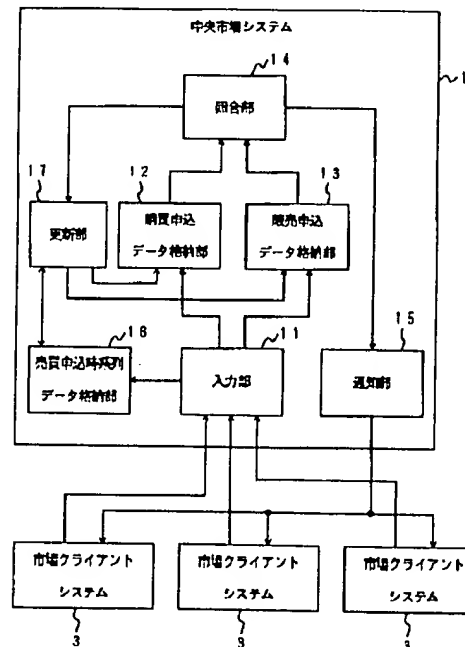 中央市場システム
1
14
照合部
17
12
13
更新部
購買申込
データ格納部
販売申込
データ格納部
16
11
15
売買申込時系列
データ格納部
入力部
通知部
市場クライアント
システム
市場クライアント
システム
市場クライアント
システム
3
3
3